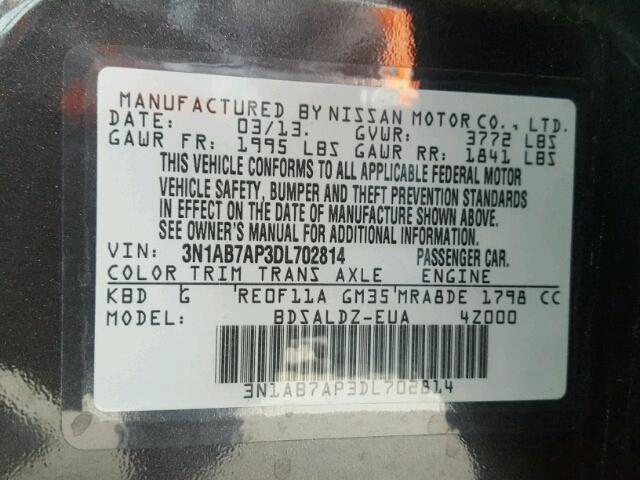 MANUFACTURED BY NISSAN MOTOR CO., LTD.
DATE: 03/13. GVWR: 3772 LBS
GAWR FR: 1995 LBS GAWR RR: 1841 LBS
THIS VEHICLE CONFORMS TO ALL APPLICABLE FEDERAL MOTOR
VEHICLE SAFETY, BUMPER AND THEFT PREVENTION STANDARDS
IN EFFECT ON THE DATE OF MANUFACTURE SHOWN ABOVE.
SEE OWNER'S MANUAL FOR ADDITIONAL INFORMATION.
VIN: 3N1AB7AP3DL702814 PASSENGER CAR.
COLOR TRIM TRANS AXLE ENGINE
KBD G RE0F11A GM35 MRA8DE 1798 CC
MODEL: BDSALDZ-EUA 4Z000
3N1AB7AP3DL702814